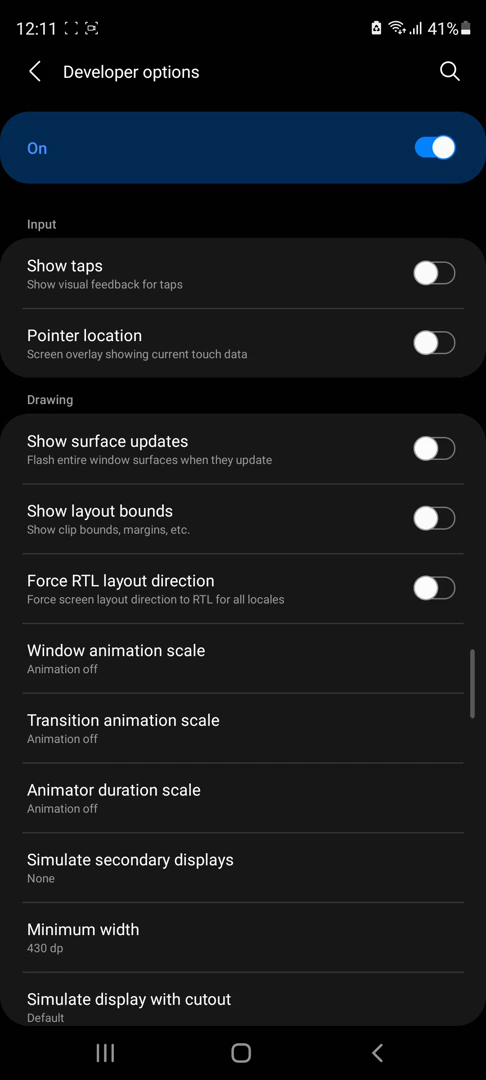 12:11
41%
Developer options
On
Input
Show taps
Show visual feedback for taps
Pointer location
Screen overlay showing current touch data
Drawing
Show surface updates
Flash entire window surfaces when they update
Show layout bounds
Show clip bounds, margins, etc.
Force RTL layout direction
Force screen layout direction to RTL for all locales
Window animation scale
Animation off
Transition animation scale
Animation off
Animator duration scale
Animation off
Simulate secondary displays
None
Minimum width
430 dp
Simulate display with cutout
Default